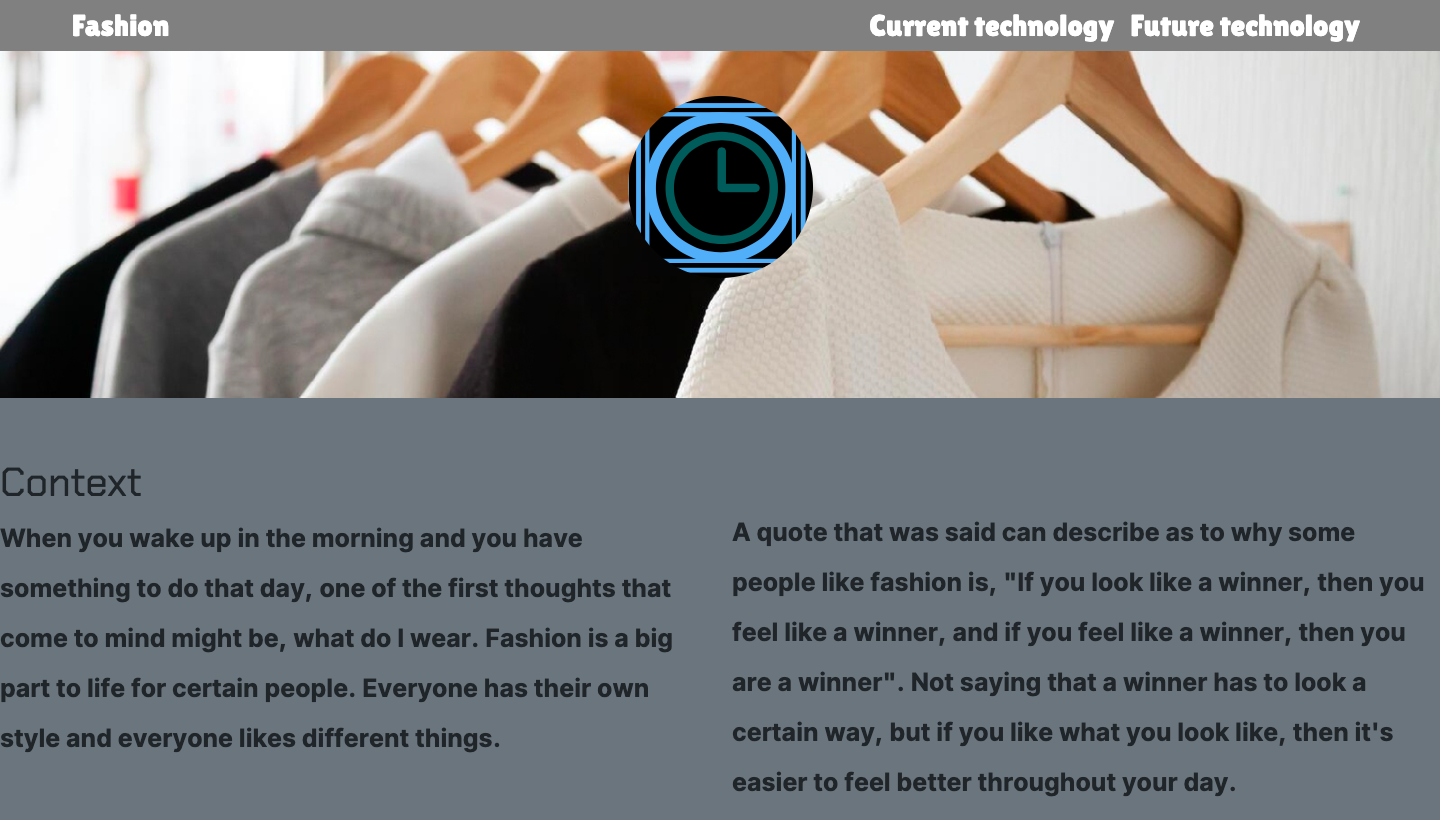 Fashion
Current technology Future technology
Context
When you wake up in the morning and you have
something to do that day, one of the first thoughts that
come to mind might be, what do I wear. Fashion is a big
part to life for certain people. Everyone has their own
style and everyone likes different things.
A quote that was said can describe as to why some
people like fashion is, "If you look like a winner, then you
feel like a winner, and if you feel like a winner, then you
are a winner". Not saying that a winner has to look a
certain way, but if you like what you look like, then it's
easier to feel better throughout your day.